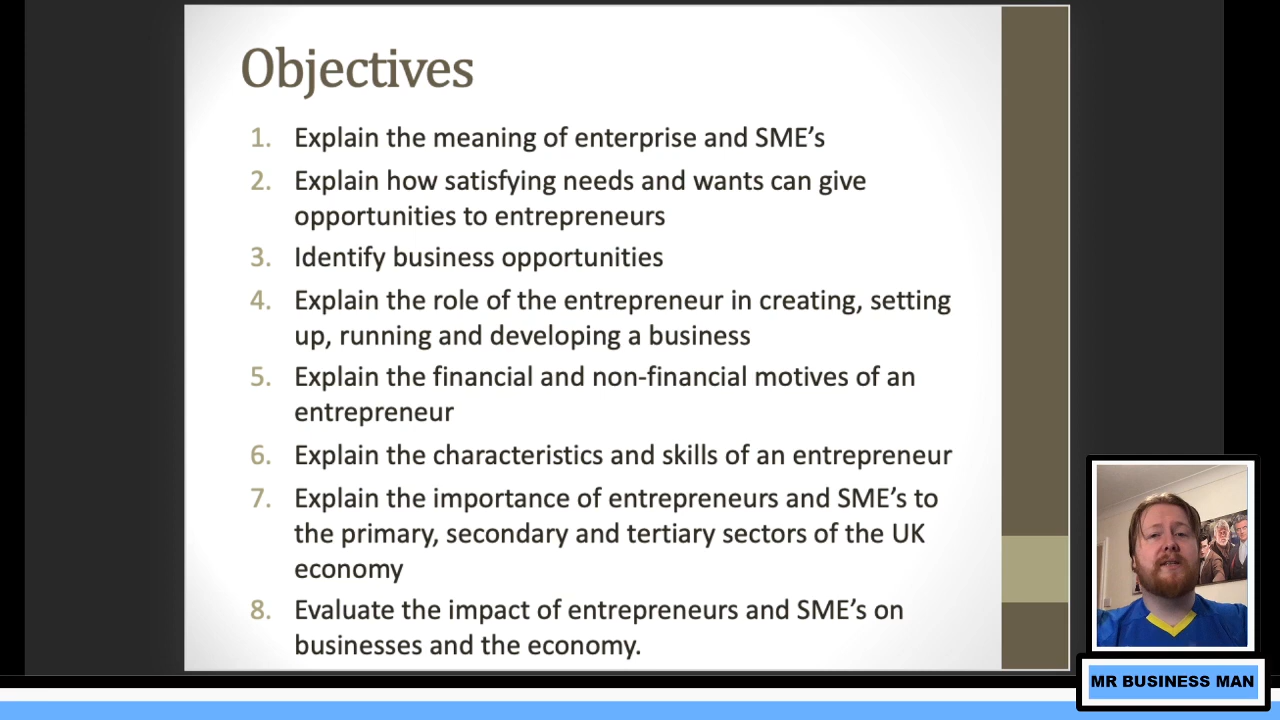 Objectives
1. Explain the meaning of enterprise and SME's
2. Explain how satisfying needs and wants can give
opportunities to entrepreneurs
3. Identify business opportunities
4. Explain the role of the entrepreneur in creating, setting
up, running and developing a business
5. Explain the financial and non-financial motives of an
entrepreneur
6. Explain the characteristics and skills of an entrepreneur
7. Explain the importance of entrepreneurs and SME's to
the primary, secondary and tertiary sectors of the UK
economy
8. Evaluate the impact of entrepreneurs and SME's on
businesses and the economy.
MR BUSINESS MAN